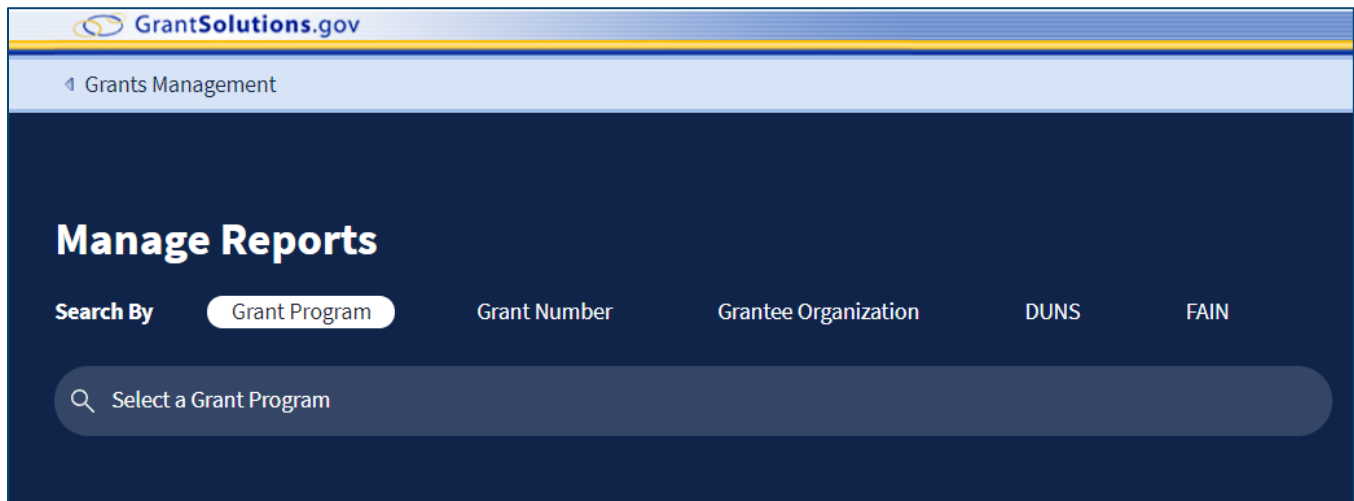 GrantSolutions.gov
Grants Management
Manage Reports
Search By Grant Program Grant Number Grantee Organization DUNS FAIN
Select a Grant Program